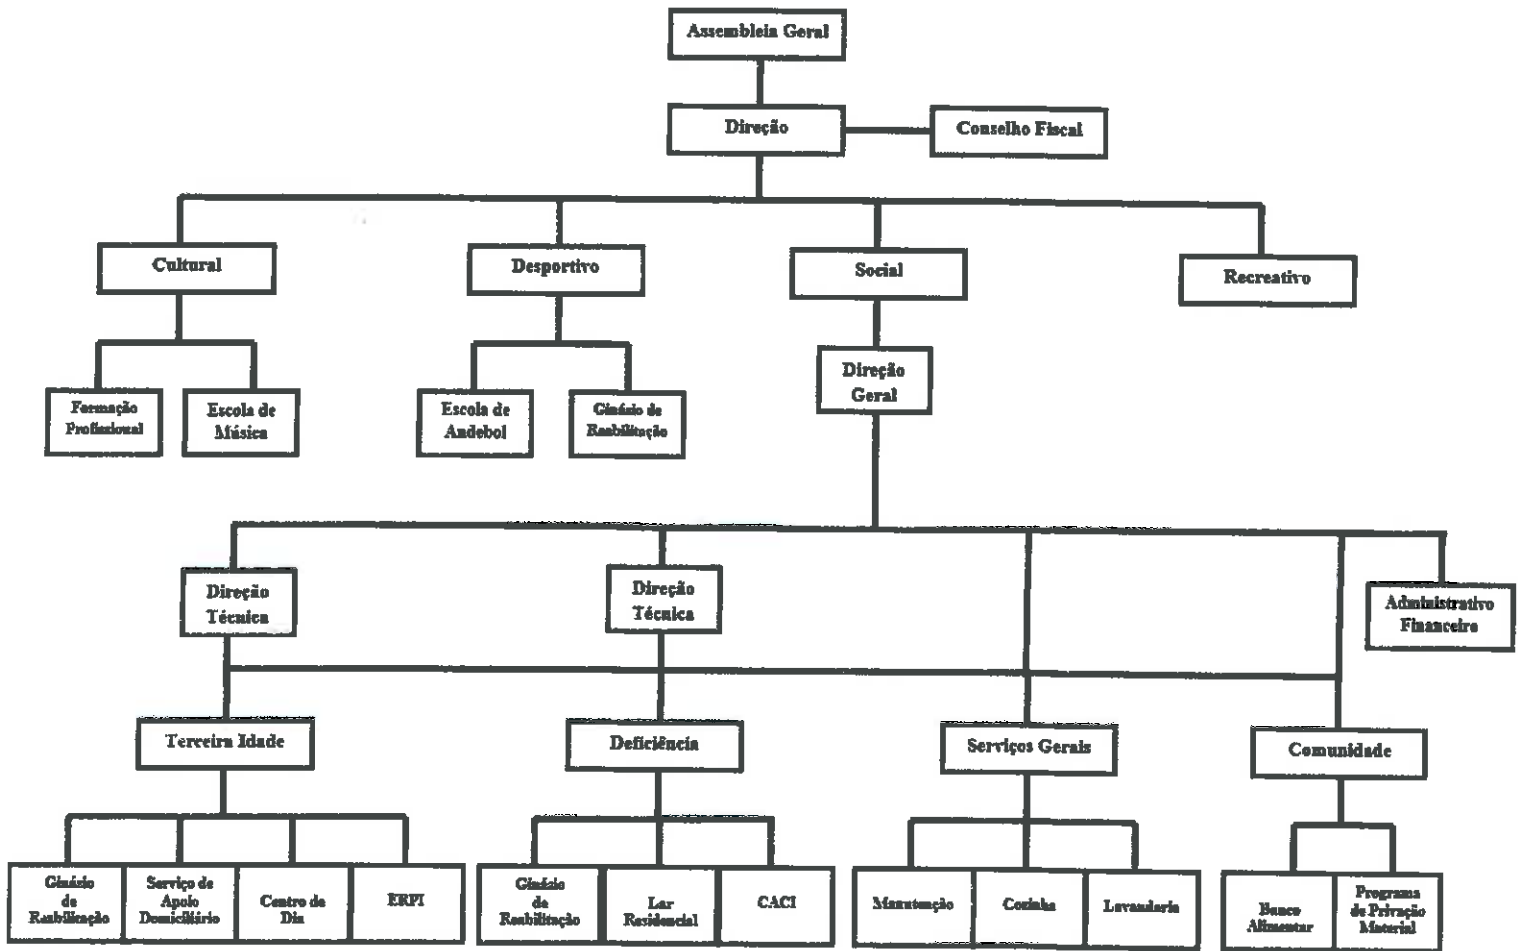 Assembleia Geral
Direção
Conselho Fiscal
Cultural
Desportivo
Social
Recreativo
Direção
Geral
Formação
Profissional
Escola de
Música
Escola de
Andebol
Ginásio de
Reabilitação
Direção
Técnica
Direção
Técnica
Administrativo
Financeiro
Terceira Idade
Deficiência
Serviços Gerais
Comunidade
Ginásio
de
Reabilitação
Serviço de
Apoio
Domiciliário
Centro de
Dia
ERPI
Ginásio
de
Reabilitação
Lar
Residencial
CACI
Manutenção
Cozinha
Lavandaria
Banco
Alimentar
Programa
de Privação
Material